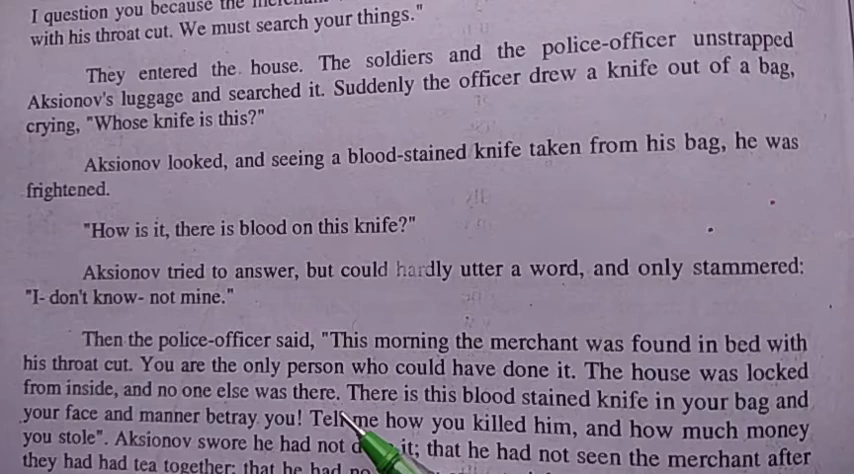 I question you because the
with his throat cut. We must search your things."
They entered the house. The soldiers and the police-officer unstrapped
Aksionov's luggage and searched it. Suddenly the officer drew a knife out of a bag,
crying, "Whose knife is this?"
Aksionov looked, and seeing a blood-stained knife taken from his bag, he was
frightened.
"How is it, there is blood on this knife?"
Aksionov tried to answer, but could hardly utter a word, and only stammered:
"I- don't know- not mine."
Then the police-officer said, "This morning the merchant was found in bed with
his throat cut. You are the only person who could have done it. The house was locked
from inside, and no one else was there. There is this blood stained knife in your bag and
your face and manner betray you! Tell me how you killed him, and how much money
you stole". Aksionov swore he had not it; that he had not seen the merchant after
they had had tea together; that he had no